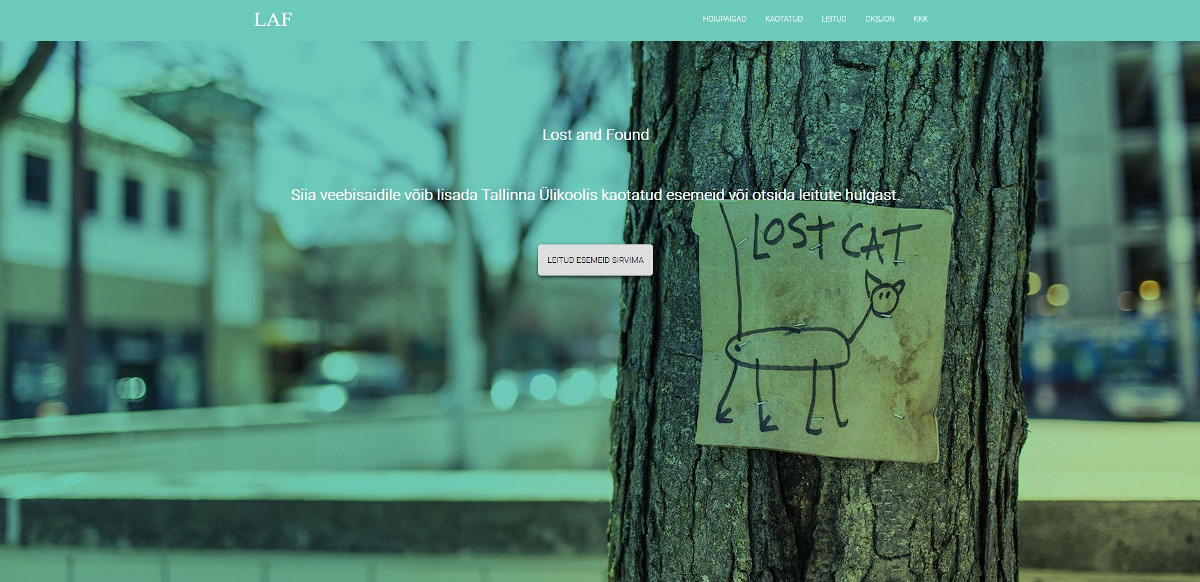 LAF
HOIUPAIGAD KAOTATUD LEITUD OKSJON KKK
Lost and Found
Siia veebisaidile võib lisada Tallinna Ülikoolis kaotatud esemeid või otsida leitute hulgast.
LOST CAT
LEITUD ESEMEID SIRVIMA